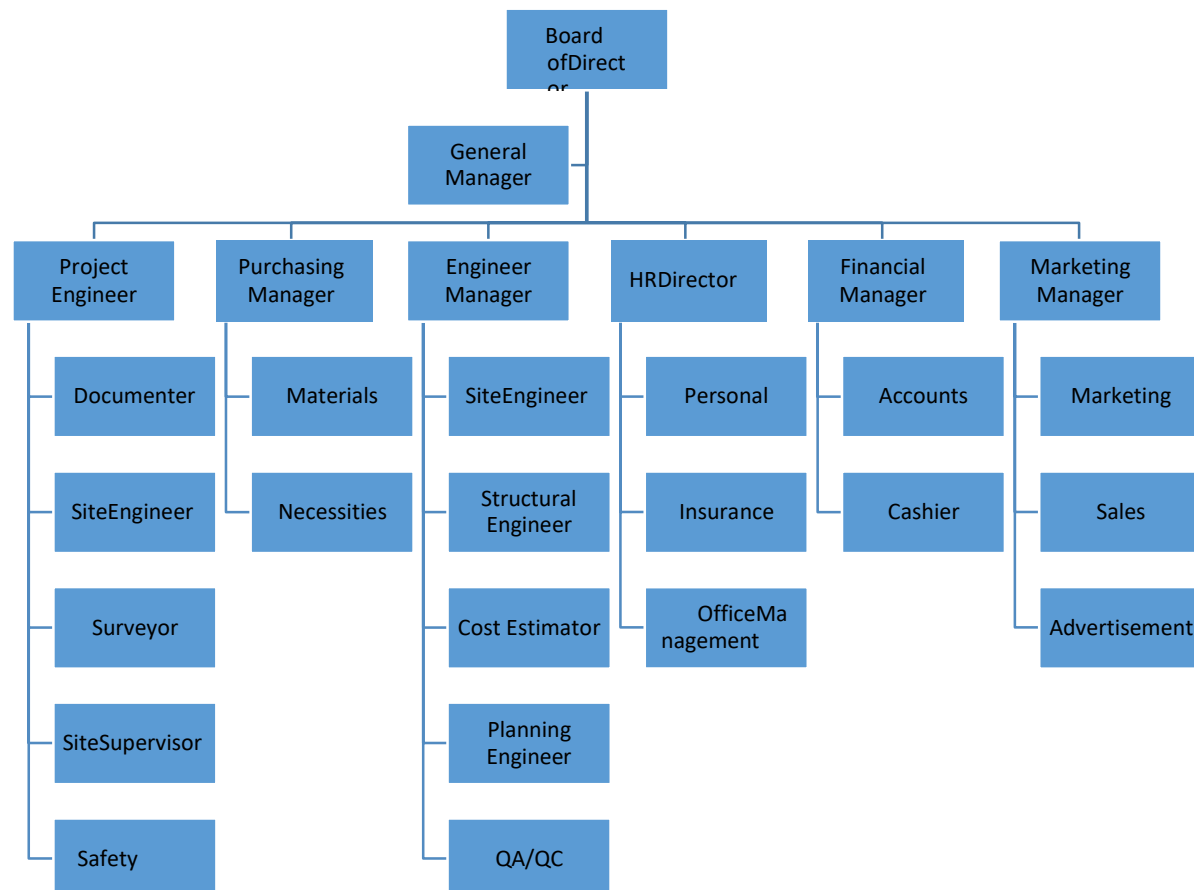 Board
ofDirect
or
General
Manager
Project
Engineer
Purchasing
Manager
Engineer
Manager
HRDirector
Financial
Manager
Marketing
Manager
Documenter
Materials
SiteEngineer
Personal
Accounts
Marketing
SiteEngineer
Necessities
Structural
Engineer
Insurance
Cashier
Sales
Surveyor
Cost Estimator
OfficeMa
nagement
Advertisement
SiteSupervisor
Planning
Engineer
Safety
QA/QC